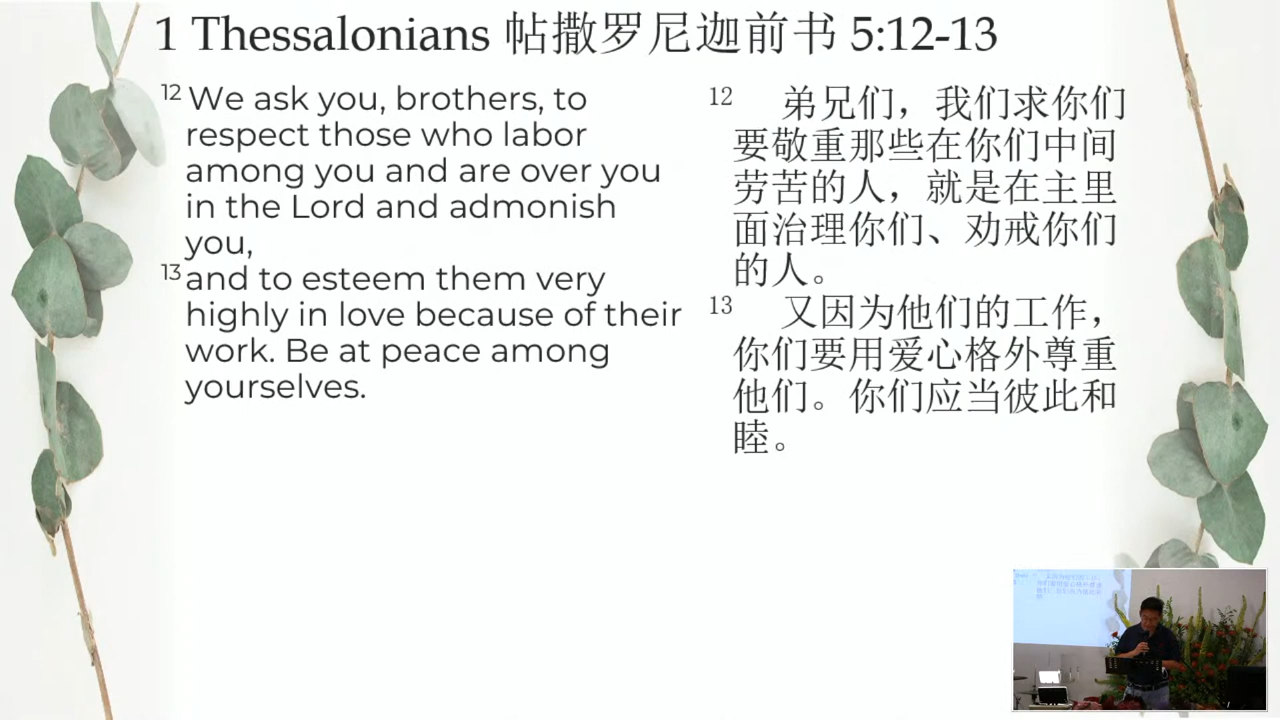 1 Thessalonians 帖撒罗尼迦前书 5:12-13
12 We ask you, brothers, to
respect those who labor
among you and are over you
in the Lord and admonish
you,
13 and to esteem them very
highly in love because of their
work. Be at peace among
yourselves.
12 弟兄们，我们求你们
要敬重那些在你们中间
劳苦的人，就是在主里
面治理你们、劝戒你们
的人。
13 又因为他们的工作，
你们要用爱心格外尊重
他们。你们应当彼此和
睦。